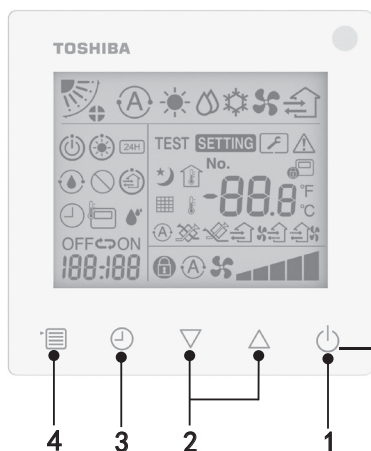 TOSHIBA
A
24H
TEST SETTING
No.
-88.8 °F °C
A
OFF ON
188:188 A
4 3 2 1